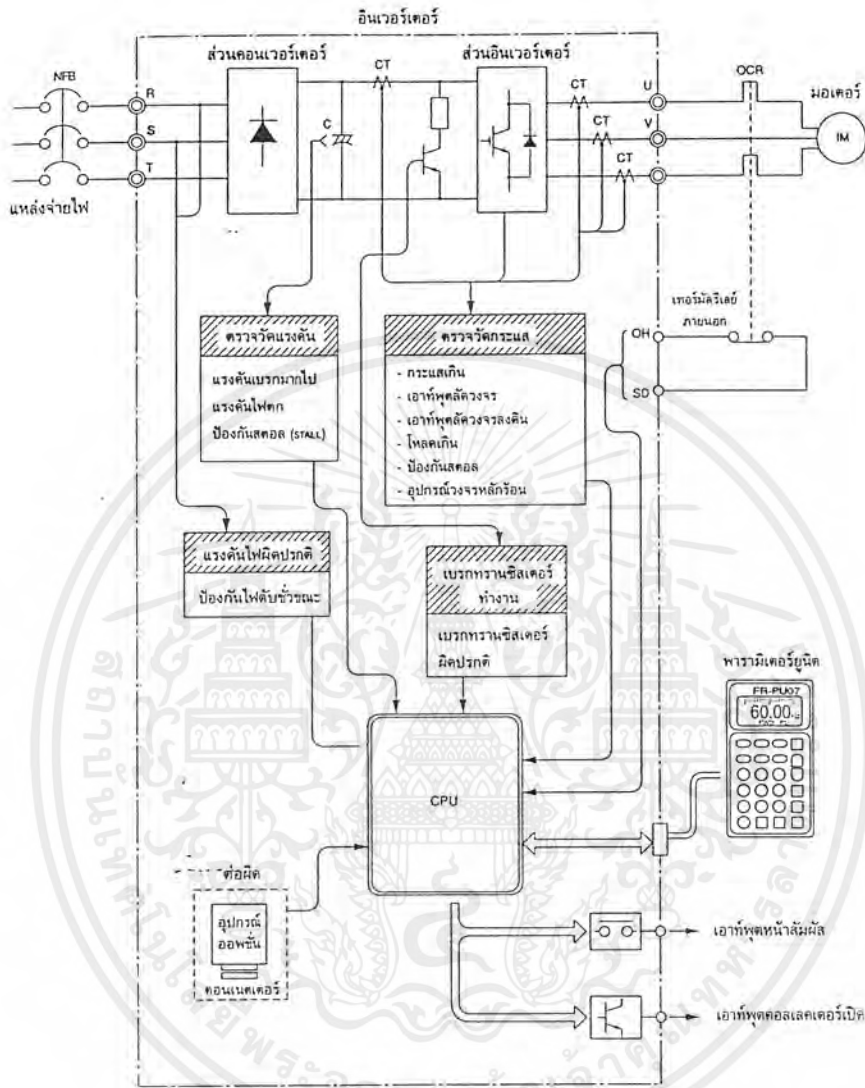 อินเวอร์เตอร์
ส่วนคอนเวอร์เตอร์
ส่วนอินเวอร์เตอร์
NFB
R
S
T
แหล่งจ่ายไฟ
CT
C
CT
CT
CT
U
V
OCR
มอเตอร์
IM
ตรวจวัดแรงดัน
แรงดันเบรกมากไป
แรงดันไฟตก
ป้องกันสตอล (STALL)
ตรวจวัดกระแส
- กระแสเกิน
- เอาท์พุตลัดวงจร
- เอาท์พุตลัดวงจรลงดิน
- โหลดเกิน
- ป้องกันสตอล
- อุปกรณ์วงจรหลักร้อน
เทอร์มัลรีเลย์
ภายนอก
OH
SD
แรงดันไฟผิดปรกติ
ป้องกันไฟดับชั่วขณะ
เบรกทรานซิสเตอร์
ทำงาน
เบรกทรานซิสเตอร์
ผิดปรกติ
พารามิเตอร์ยูนิต
FR-PU07
60.00
CPU
ต่อผิด
อุปกรณ์
ออพชั่น
คอนเนคเตอร์
เอาท์พุตหน้าสัมผัส
เอาท์พุตคอลเลคเตอร์เปิด